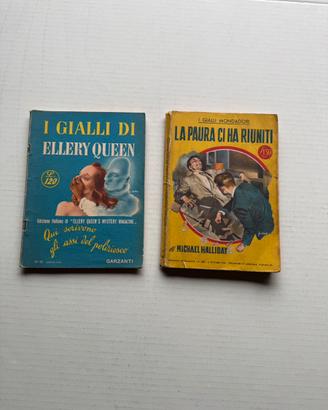 I GIALLI DI
ELLERY QUEEN
L. 120
Edizione italiana di "ELLERY QUEEN'S MYSTERY MAGAZINE"
Qui scrivono
gli assi del poliziesco
GARZANTI
I GIALLI MONDADORI
LA PAURA CI HA RIUNITI
di MICHAEL HALLIDAY